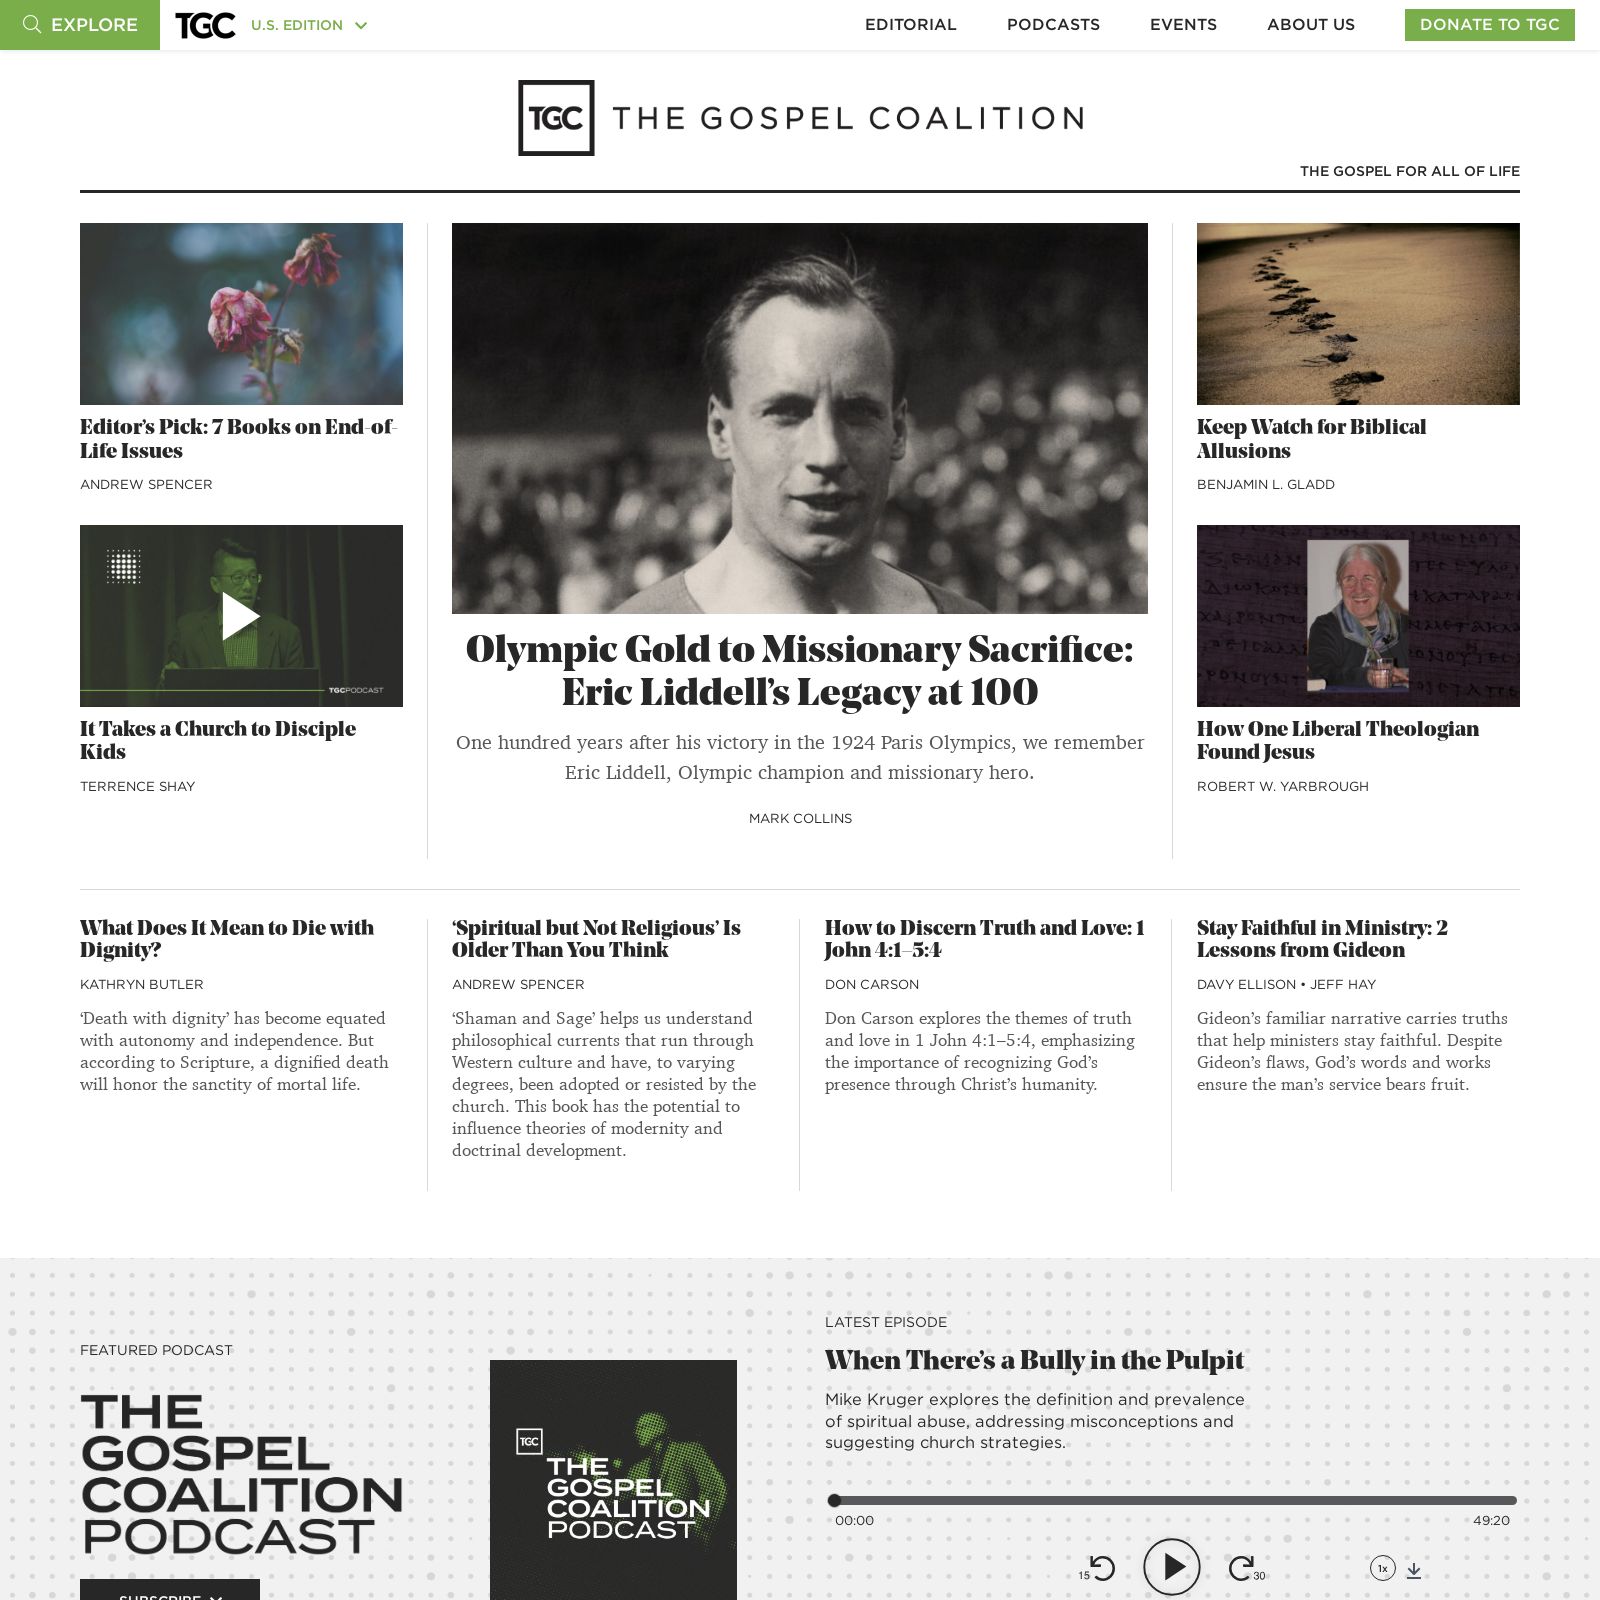 EXPLORE
TGC
U.S. EDITION
EDITORIAL
PODCASTS
EVENTS
ABOUT US
DONATE TO TGC
TGC THE GOSPEL COALITION
THE GOSPEL FOR ALL OF LIFE
Editor’s Pick: 7 Books on End-of-
Life Issues
ANDREW SPENCER
TGCPODCAST
It Takes a Church to Disciple
Kids
TERRENCE SHAY
Olympic Gold to Missionary Sacrifice:
Eric Liddell’s Legacy at 100
One hundred years after his victory in the 1924 Paris Olympics, we remember
Eric Liddell, Olympic champion and missionary hero.
MARK COLLINS
Keep Watch for Biblical
Allusions
BENJAMIN L. GLADD
How One Liberal Theologian
Found Jesus
ROBERT W. YARBROUGH
What Does It Mean to Die with
Dignity?
KATHRYN BUTLER
‘Death with dignity’ has become equated
with autonomy and independence. But
according to Scripture, a dignified death
will honor the sanctity of mortal life.
‘Spiritual but Not Religious’ Is
Older Than You Think
ANDREW SPENCER
‘Shaman and Sage’ helps us understand
philosophical currents that run through
Western culture and have, to varying
degrees, been adopted or resisted by the
church. This book has the potential to
influence theories of modernity and
doctrinal development.
How to Discern Truth and Love: 1
John 4:1–5:4
DON CARSON
Don Carson explores the themes of truth
and love in 1 John 4:1–5:4, emphasizing
the importance of recognizing God’s
presence through Christ’s humanity.
Stay Faithful in Ministry: 2
Lessons from Gideon
DAVY ELLISON • JEFF HAY
Gideon’s familiar narrative carries truths
that help ministers stay faithful. Despite
Gideon’s flaws, God’s words and works
ensure the man’s service bears fruit.
FEATURED PODCAST
THE
GOSPEL
COALITION
PODCAST
SUBSCRIBE
TGC
THE
GOSPEL
COALITION
PODCAST
LATEST EPISODE
When There’s a Bully in the Pulpit
Mike Kruger explores the definition and prevalence
of spiritual abuse, addressing misconceptions and
suggesting church strategies.
00:00
49:20
15
30
1x